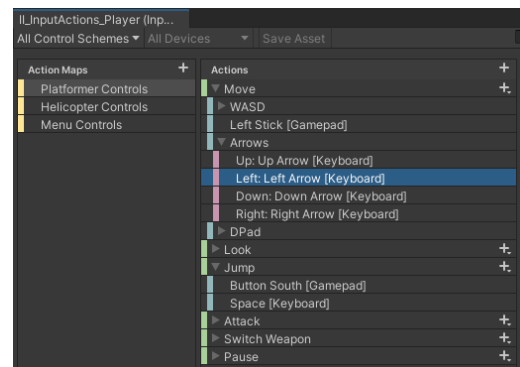 II_InputActions_Player (Inp...
All Control Schemes All Devices Save Asset
Action Maps
Platformer Controls
Helicopter Controls
Menu Controls
Actions
Move
WASD
Left Stick [Gamepad]
Arrows
Up: Up Arrow [Keyboard]
Left: Left Arrow [Keyboard]
Down: Down Arrow [Keyboard]
Right: Right Arrow [Keyboard]
DPad
Look
Jump
Button South [Gamepad]
Space [Keyboard]
Attack
Switch Weapon
Pause